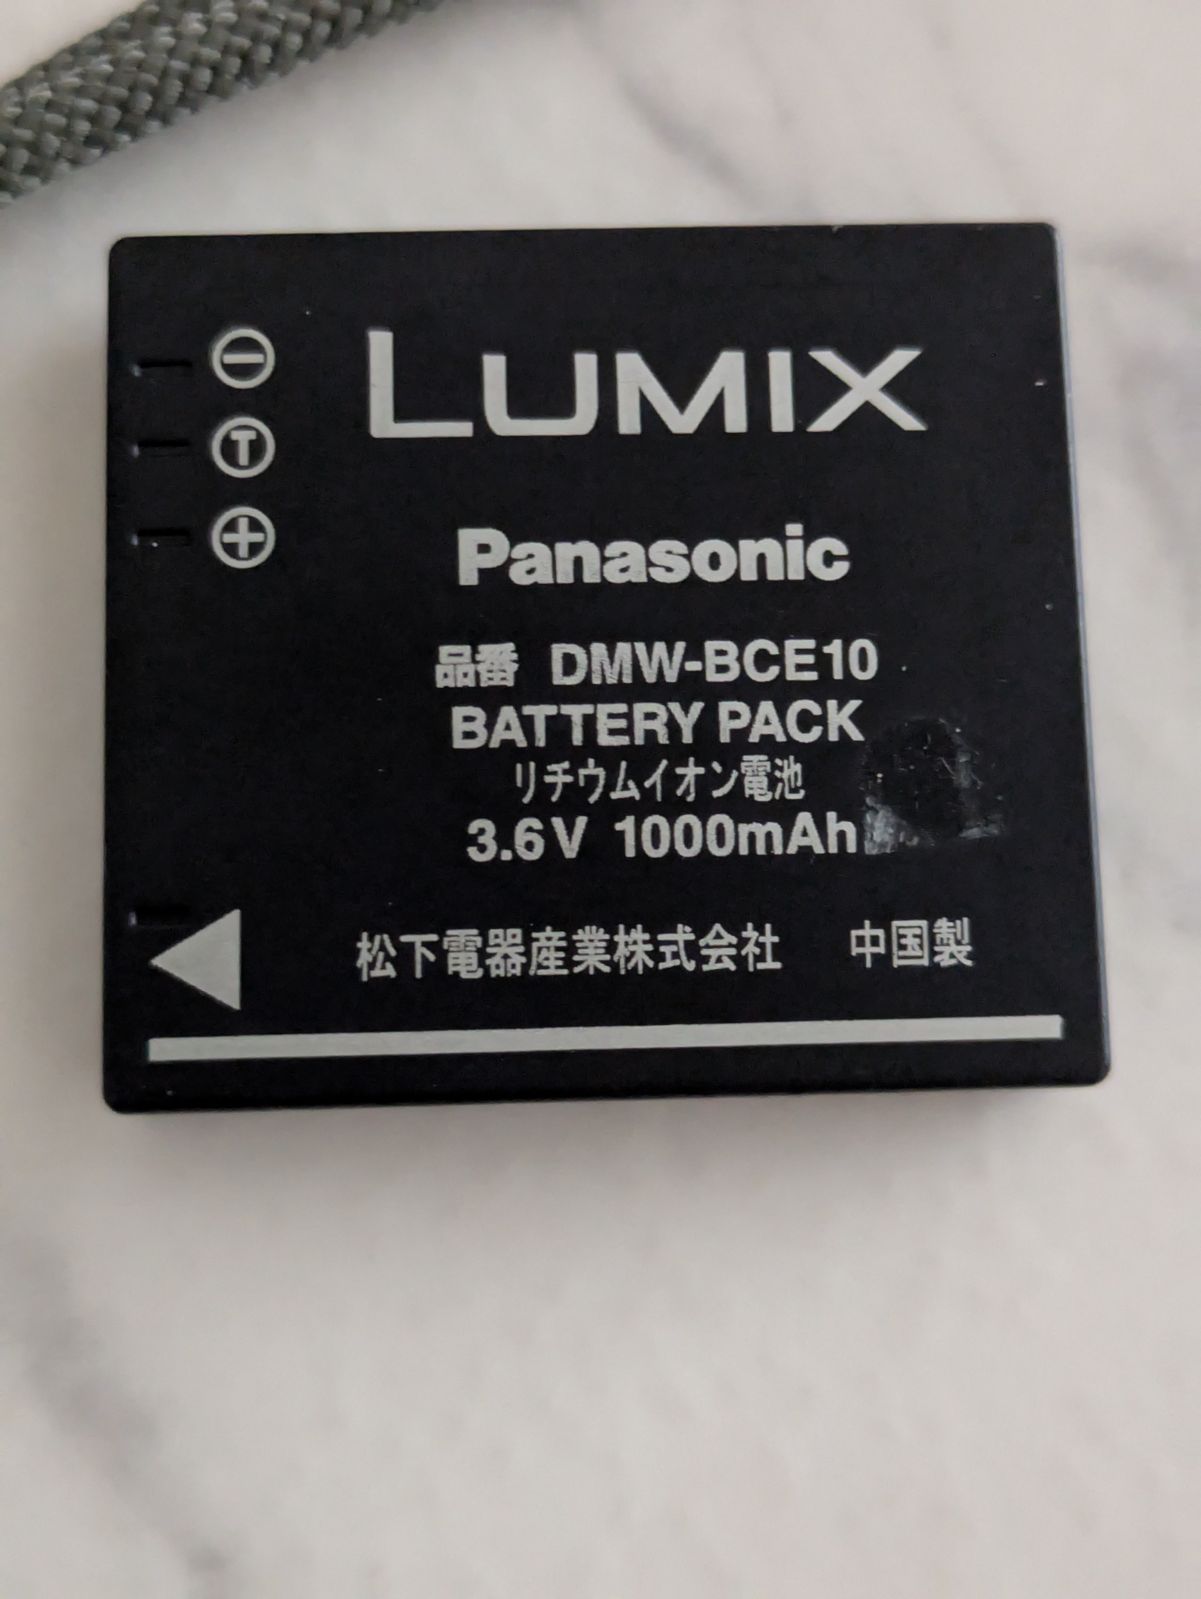 LUMIX
Panasonic
品番 DMW-BCE10
BATTERY PACK
リチウムイオン電池
3.6V 1000mAh
松下電器産業株式会社 中国製
T